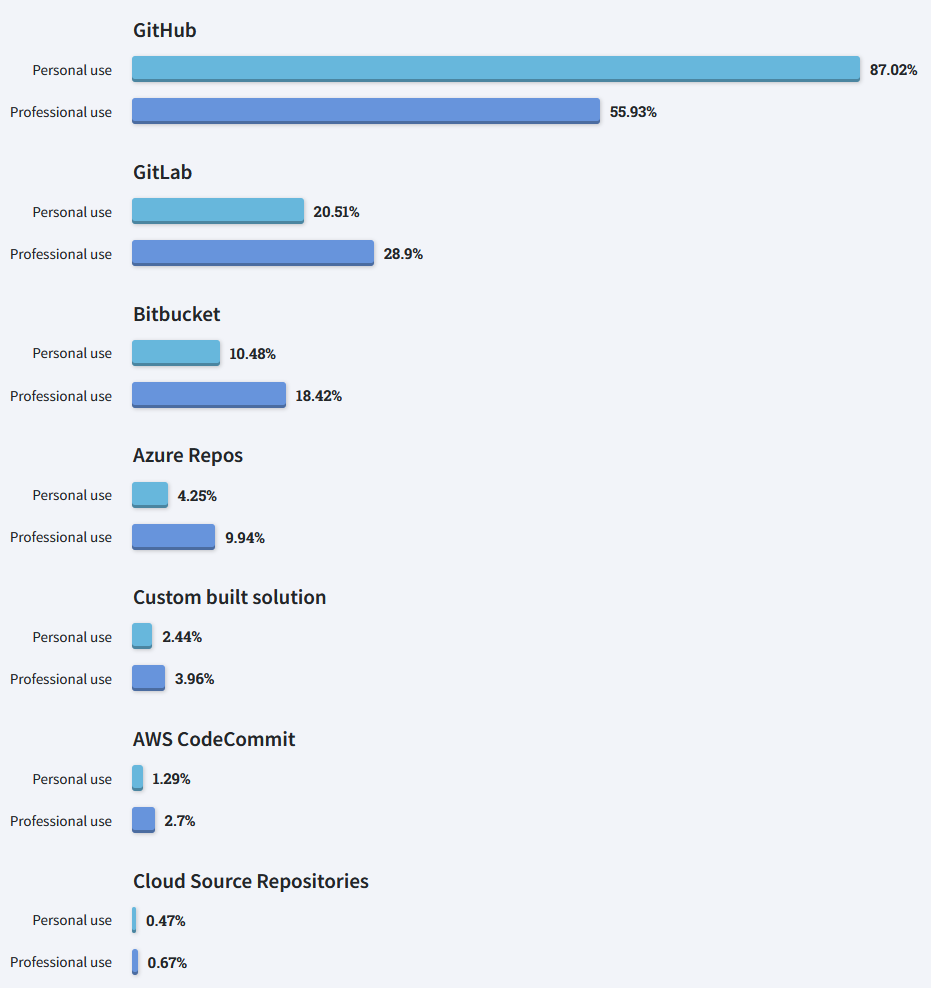 GitHub
Personal use 87.02%
Professional use 55.93%
GitLab
Personal use 20.51%
Professional use 28.9%
Bitbucket
Personal use 10.48%
Professional use 18.42%
Azure Repos
Personal use 4.25%
Professional use 9.94%
Custom built solution
Personal use 2.44%
Professional use 3.96%
AWS CodeCommit
Personal use 1.29%
Professional use 2.7%
Cloud Source Repositories
Personal use 0.47%
Professional use 0.67%